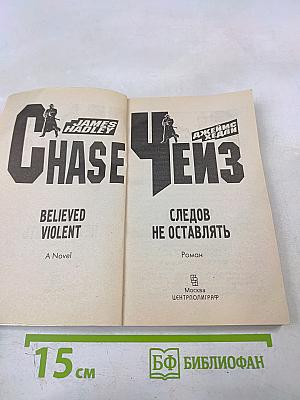 JAMES
HADLEY
CHASE
BELIEVED
VIOLENT
A Novel
ДЖЕЙМС
ХЕДЛИ
ЧЕЙЗ
СЛЕДОВ
НЕ ОСТАВЛЯТЬ
Роман
Москва
ЦЕНТРПОЛИГРАФ
15 см
БФ БИБЛИОФАН